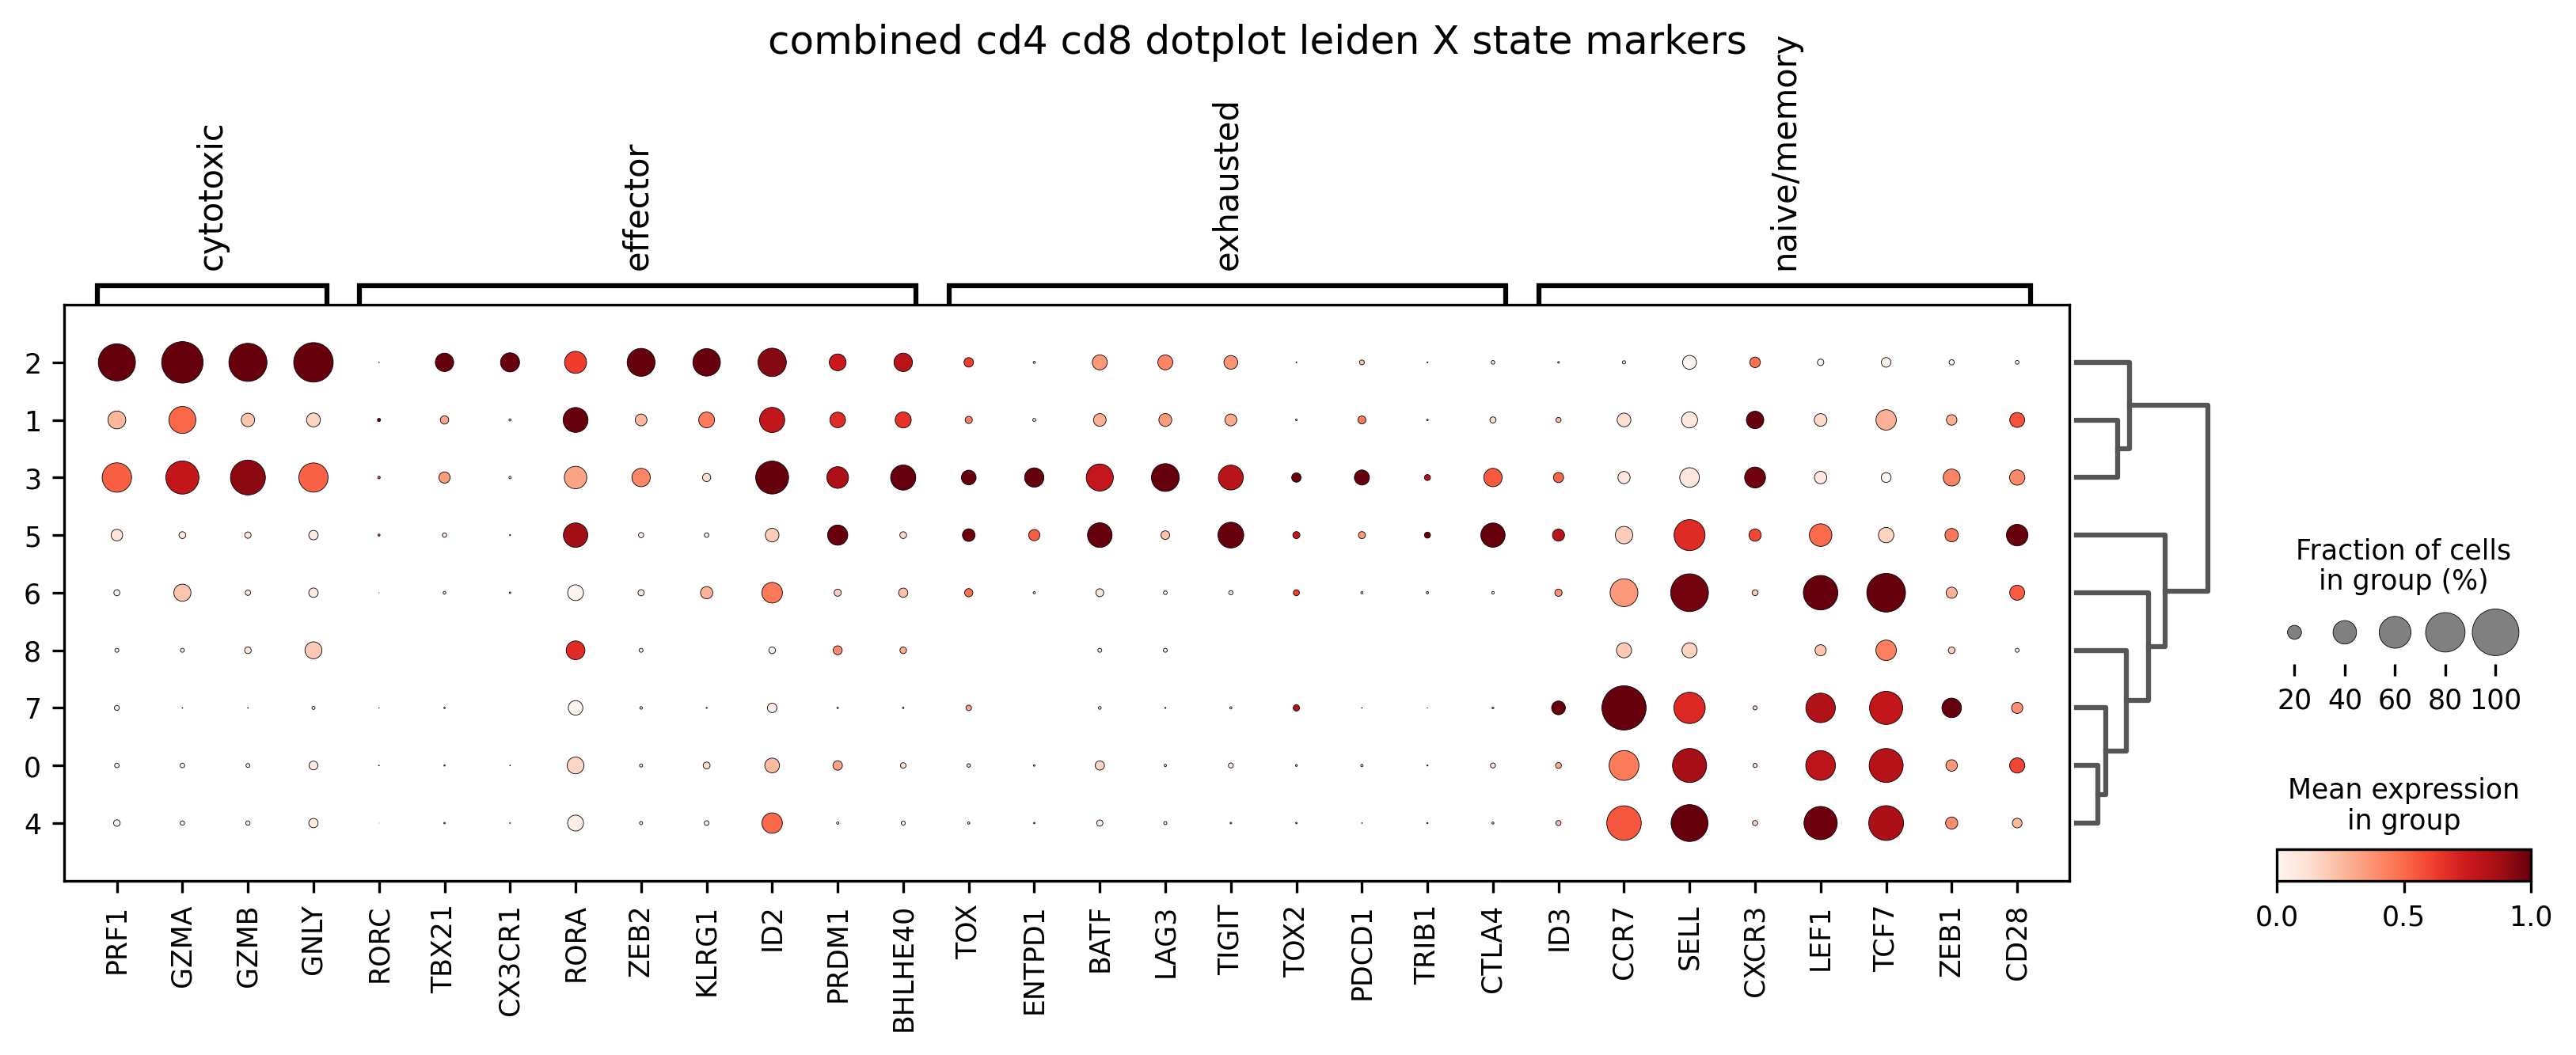 combined cd4 cd8 dotplot leiden X state markers
cytotoxic
effector
exhausted
naive/memory
2
1
3
5
6
8
7
0
4
PRF1
GZMA
GZMB
GNLY
RORC
TBX21
CX3CR1
RORA
ZEB2
KLRG1
ID2
PRDM1
BHLHE40
TOX
ENTPD1
BATF
LAG3
TIGIT
TOX2
PDCD1
TRIB1
CTLA4
ID3
CCR7
SELL
CXCR3
LEF1
TCF7
ZEB1
CD28
Fraction of cells
in group (%)
20 40 60 80 100
Mean expression
in group
0.0 0.5 1.0